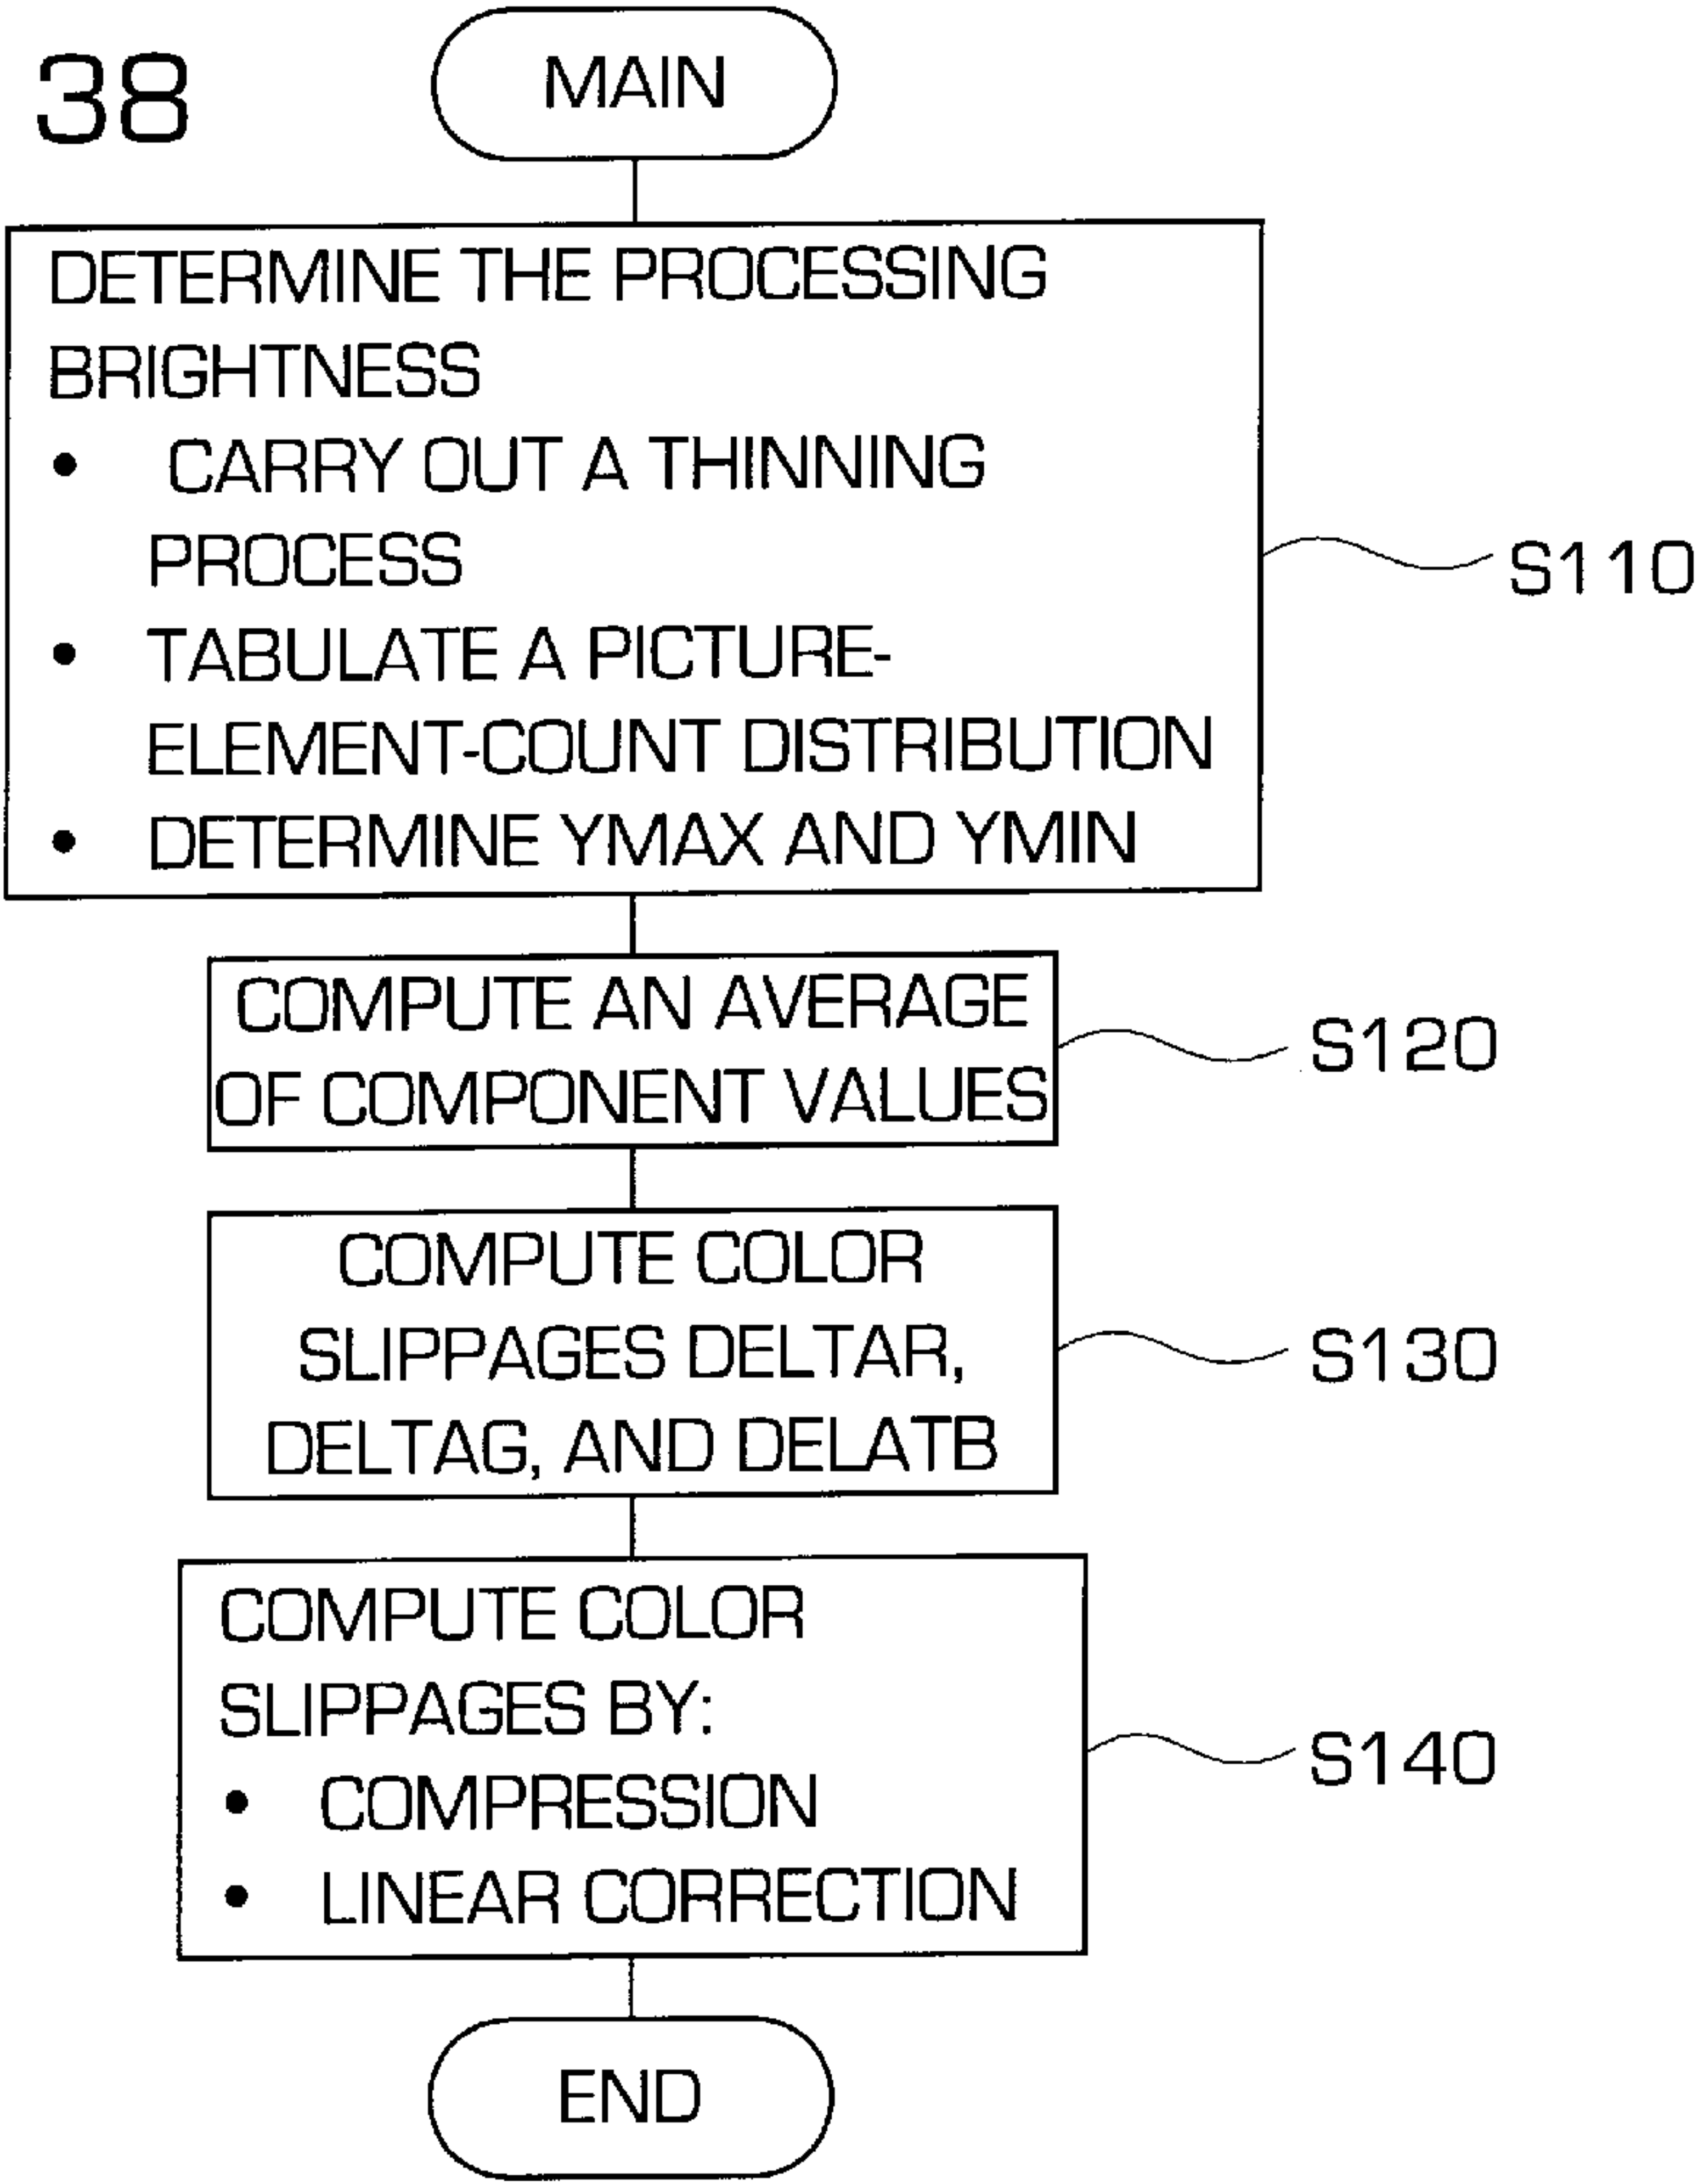 38
MAIN
DETERMINE THE PROCESSING
BRIGHTNESS
• CARRY OUT A THINNING
PROCESS
• TABULATE A PICTURE-
ELEMENT-COUNT DISTRIBUTION
• DETERMINE YMAX AND YMIN
S110
COMPUTE AN AVERAGE
OF COMPONENT VALUES
S120
COMPUTE COLOR
SLIPPAGES DELTAR,
DELTAG, AND DELATB
S130
COMPUTE COLOR
SLIPPAGES BY:
• COMPRESSION
• LINEAR CORRECTION
S140
END